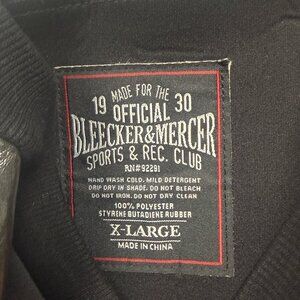 MADE FOR THE
19 OFFICIAL 30
BLEECKER&MERCER
SPORTS & REC. CLUB
RN#92291
HAND WASH COLD. MILD DETERGENT
DRIP DRY IN SHADE. DO NOT BLEACH
DO NOT IRON. DO NOT DRY CLEAN
100% POLYESTER
STYRENE BUTADIENE RUBBER
X-LARGE
MADE IN CHINA